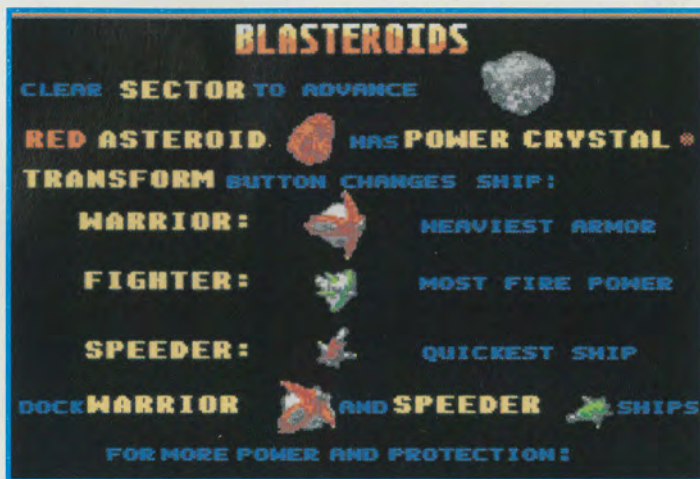 BLASTEROIDS
CLEAR SECTOR TO ADVANCE
RED ASTEROID HAS POWER CRYSTAL
TRANSFORM BUTTON CHANGES SHIP:
WARRIOR: HEAVIEST ARMOR
FIGHTER: MOST FIRE POWER
SPEEDER: QUICKEST SHIP
DOCK WARRIOR AND SPEEDER SHIPS
FOR MORE POWER AND PROTECTION: